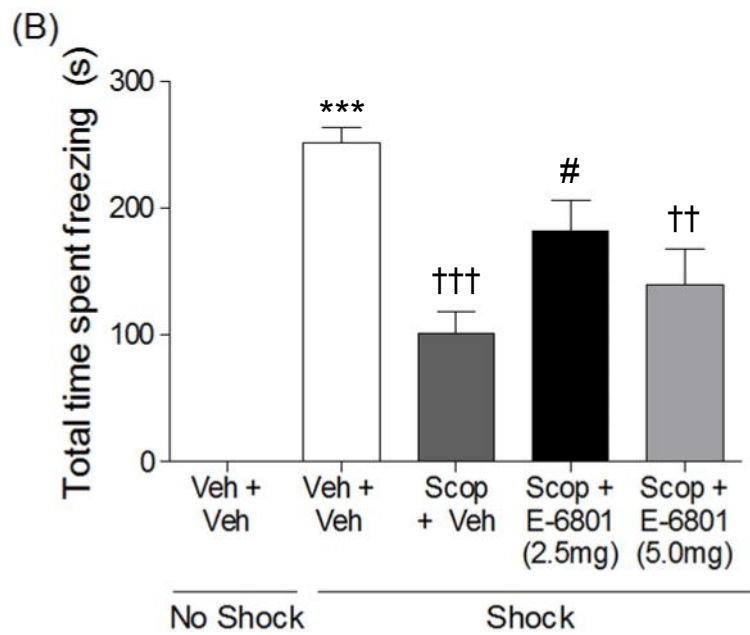 (B)
Total time spent freezing (s)
300
200
100
0
***
†††
#
††
Veh +
Veh
Veh +
Veh
Scop
+ Veh
Scop +
E-6801
(2.5mg)
Scop +
E-6801
(5.0mg)
No Shock
Shock